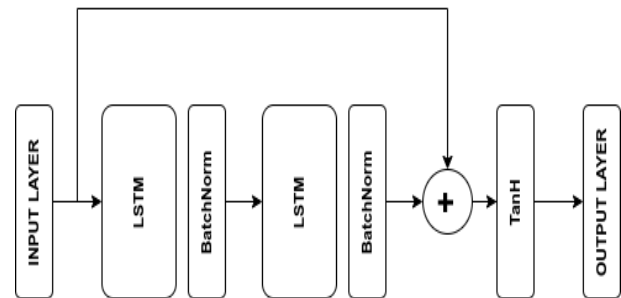 INPUT LAYER
LSTM
BatchNorm
LSTM
BatchNorm
+
TanH
OUTPUT LAYER